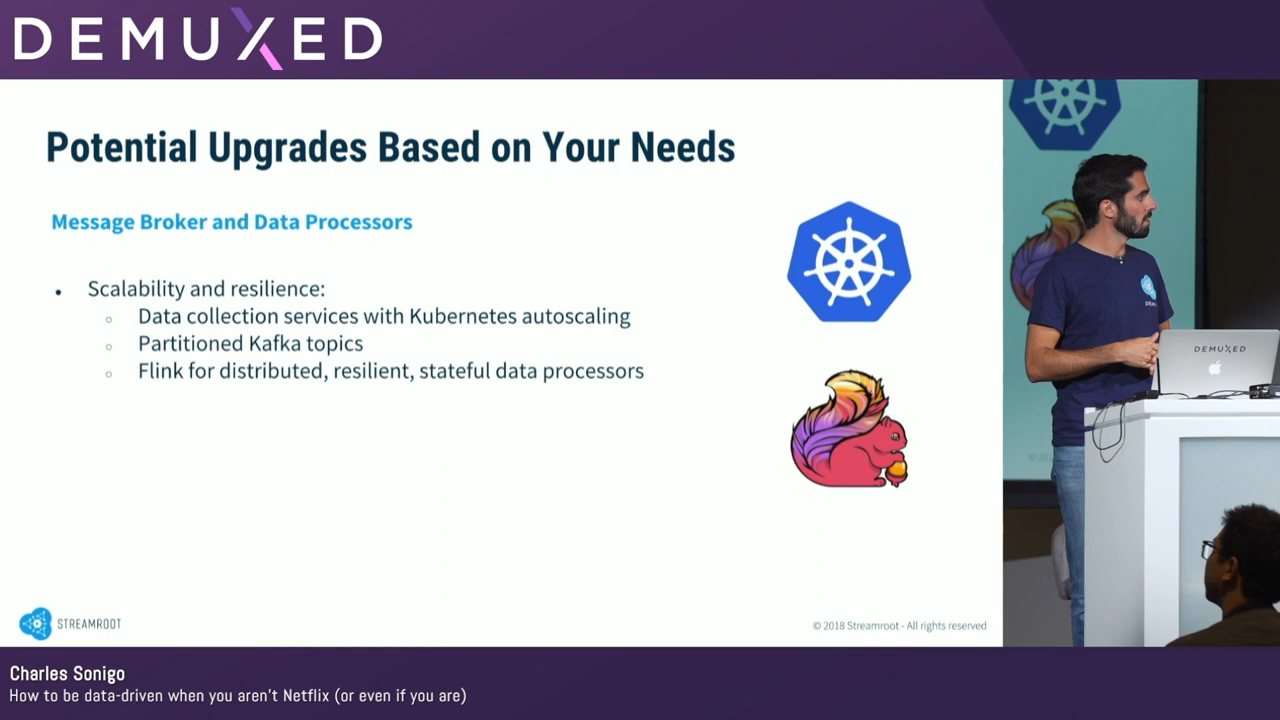 DEMUXED
Potential Upgrades Based on Your Needs
Message Broker and Data Processors
• Scalability and resilience:
○ Data collection services with Kubernetes autoscaling
○ Partitioned Kafka topics
○ Flink for distributed, resilient, stateful data processors
STREAMROOT
© 2018 Streamroot - All rights reserved
DEMUXED
Charles Sonigo
How to be data-driven when you aren't Netflix (or even if you are)